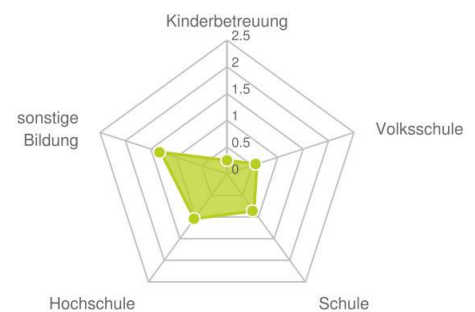 Kinderbetreuung
2.5
2
1.5
1
0.5
0
Volksschule
Schule
Hochschule
sonstige
Bildung